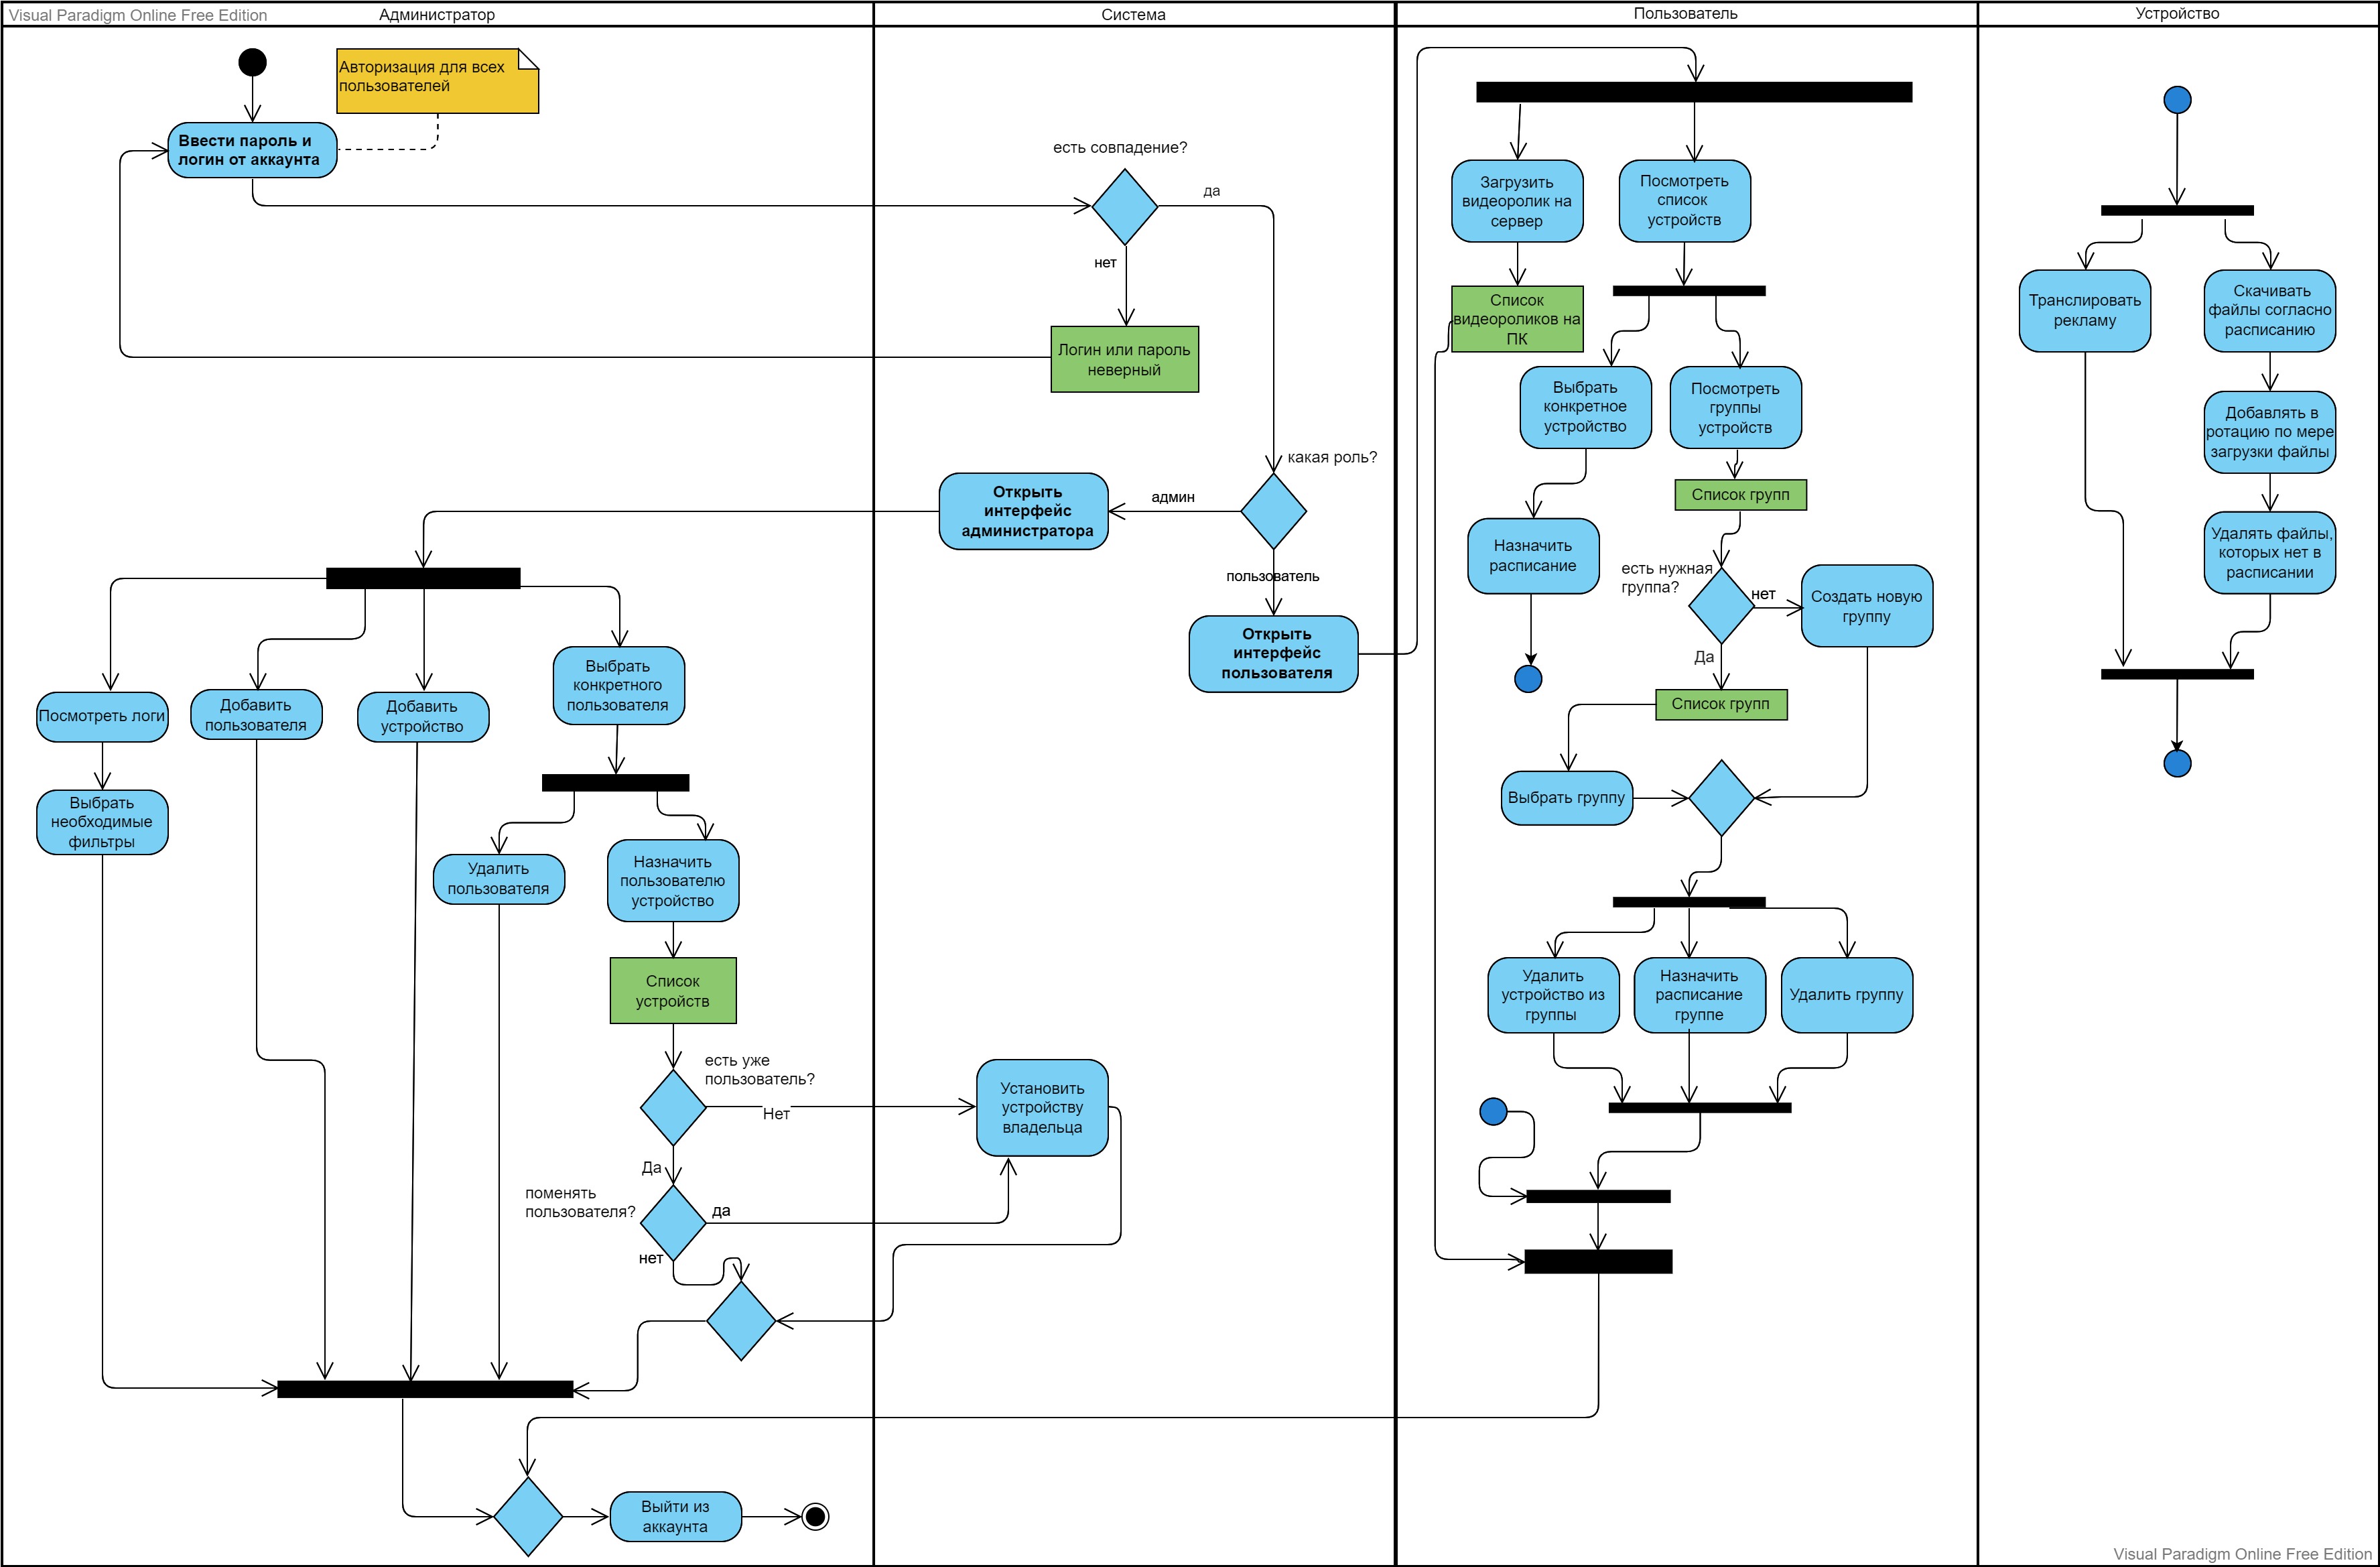 Visual Paradigm Online Free Edition
Администратор
Система
Пользователь
Устройство
Авторизация для всех
пользователей
Ввести пароль и
логин от аккаунта
есть совпадение?
да
нет
Логин или пароль
неверный
какая роль?
админ
Открыть
интерфейс
администратора
пользователь
Открыть
интерфейс
пользователя
Посмотреть логи
Добавить
пользователя
Добавить
устройство
Выбрать
конкретного
пользователя
Выбрать
необходимые
фильтры
Удалить
пользователя
Назначить
пользователю
устройство
Список
устройств
есть уже
пользователь?
Нет
Установить
устройству
владельца
Да
поменять
пользователя?
да
нет
Выйти из
аккаунта
Загрузить
видеоролик на
сервер
Посмотреть
список
устройств
Список
видеороликов на
ПК
Выбрать
конкретное
устройство
Посмотреть
группы
устройств
Список групп
Назначить
расписание
есть нужная
группа?
нет
Создать новую
группу
Да
Список групп
Выбрать группу
Удалить
устройство из
группы
Назначить
расписание
группе
Удалить группу
Транслировать
рекламу
Скачивать
файлы согласно
расписанию
Добавлять в
ротацию по мере
загрузки файлы
Удалять файлы,
которых нет в
расписании
Visual Paradigm Online Free Edition